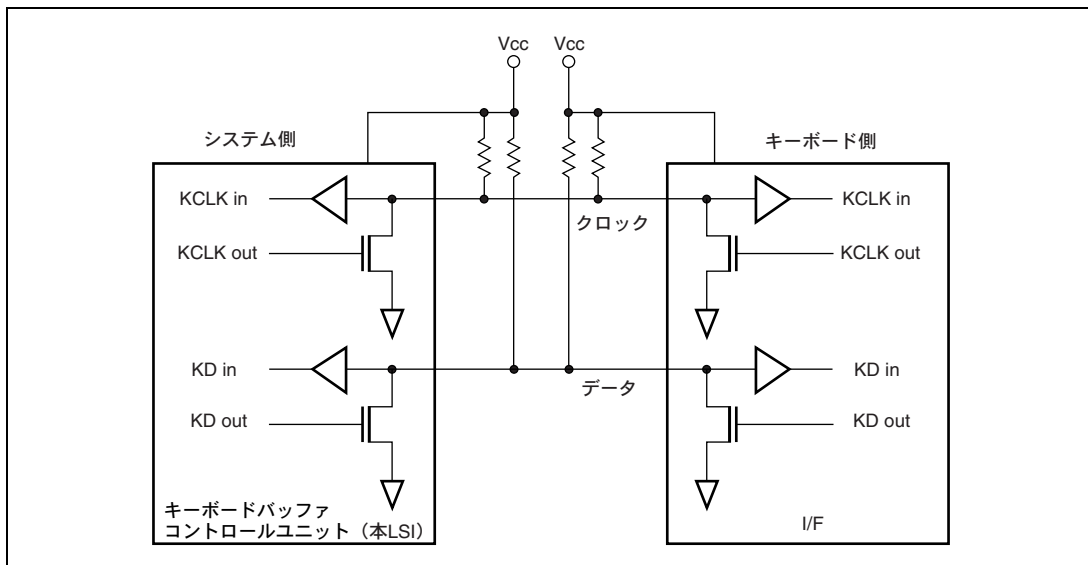 Vcc Vcc
システム側
キーボード側
KCLK in
KCLK in
クロック
KCLK out
KCLK out
KD in
KD in
データ
KD out
KD out
キーボードバッファ
コントロールユニット（本LSI）
I/F